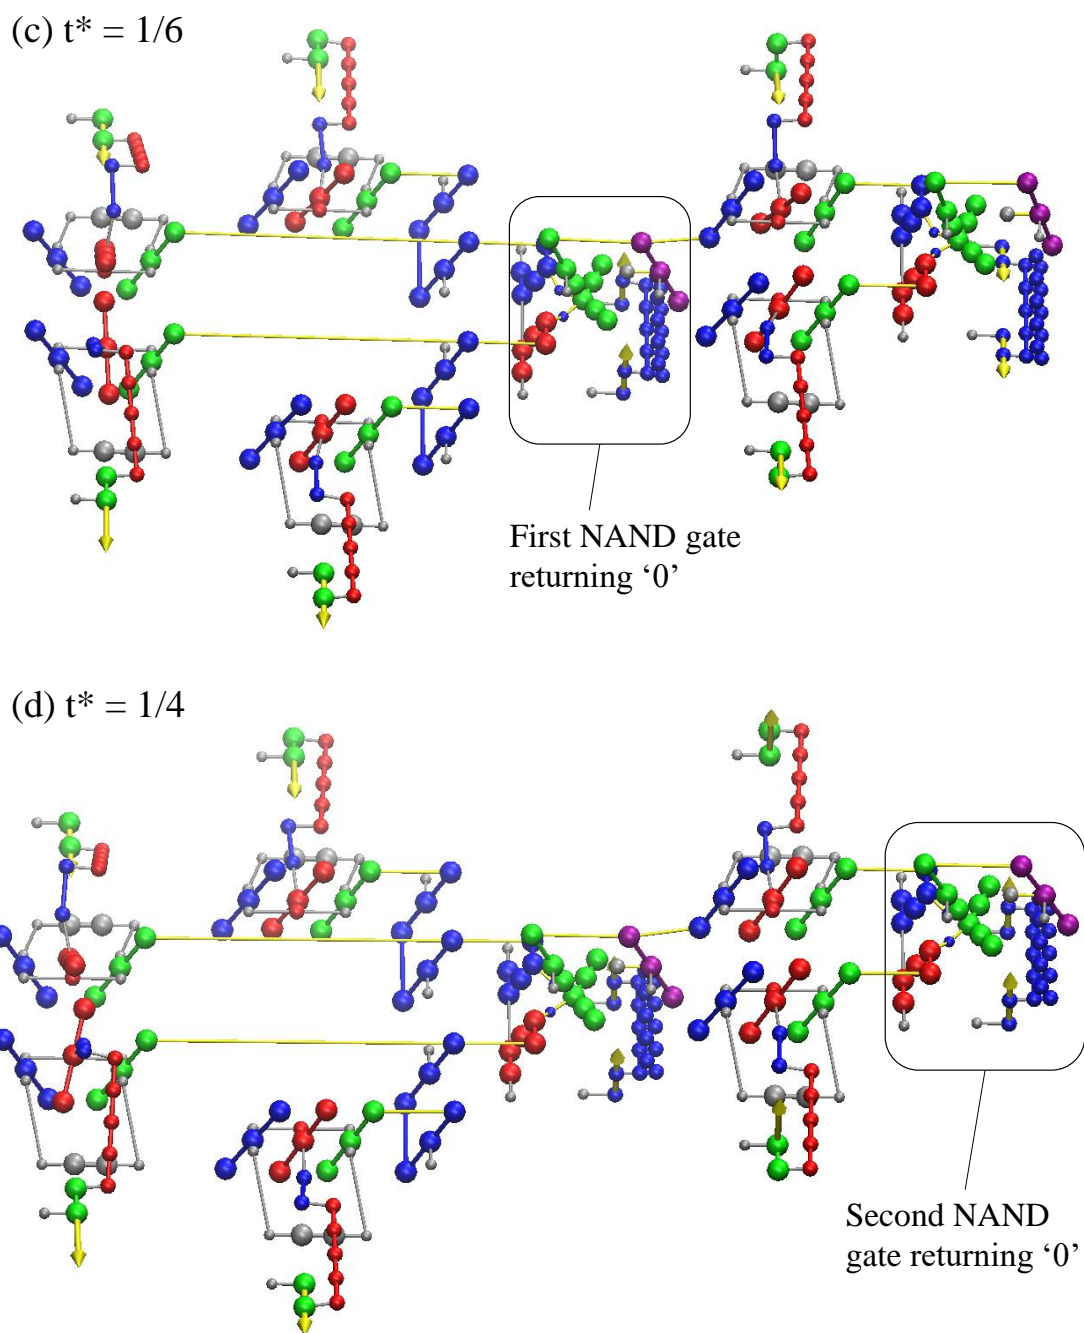 (c) t* = 1/6
First NAND gate
returning ‘0’
(d) t* = 1/4
Second NAND
gate returning ‘0’